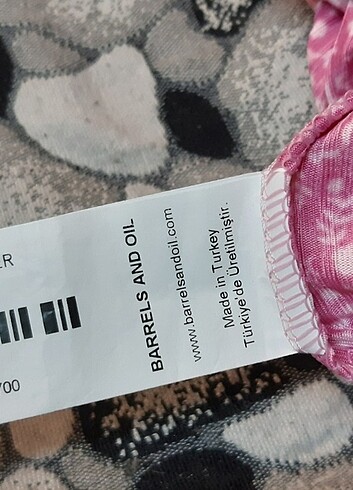 BARRELS AND OIL
www.barrelsandoil.com
Made in Turkey
Türkiye'de Üretilmiştir.